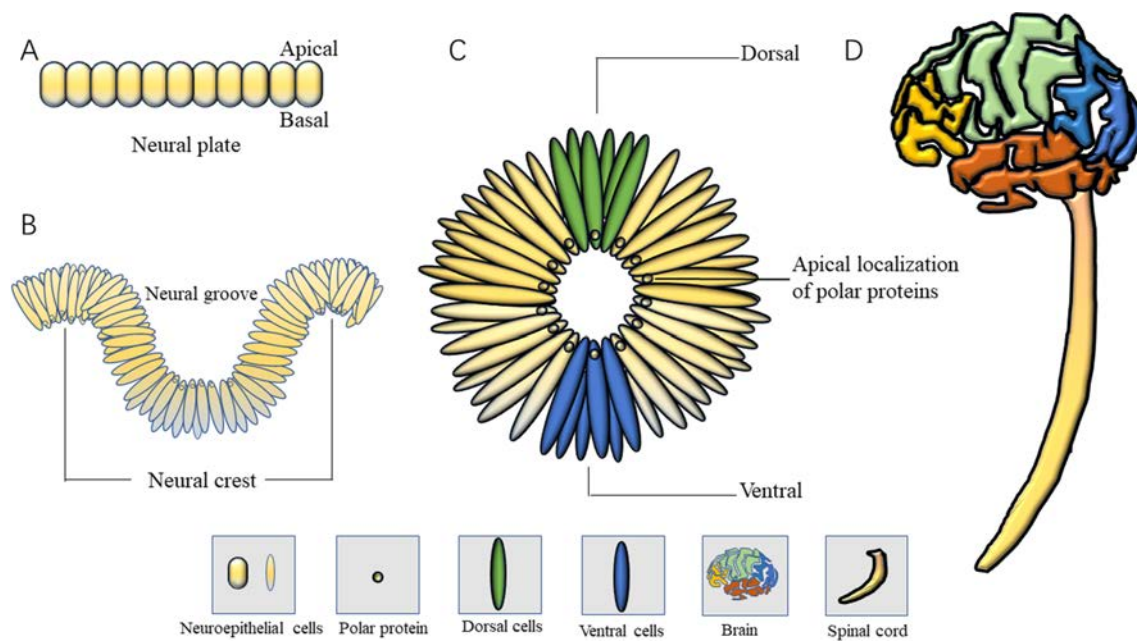 A
Apical
Basal
Neural plate
B
Neural groove
Neural crest
C
Dorsal
Apical localization
of polar proteins
Ventral
D
Neuroepithelial cells
Polar protein
Dorsal cells
Ventral cells
Brain
Spinal cord